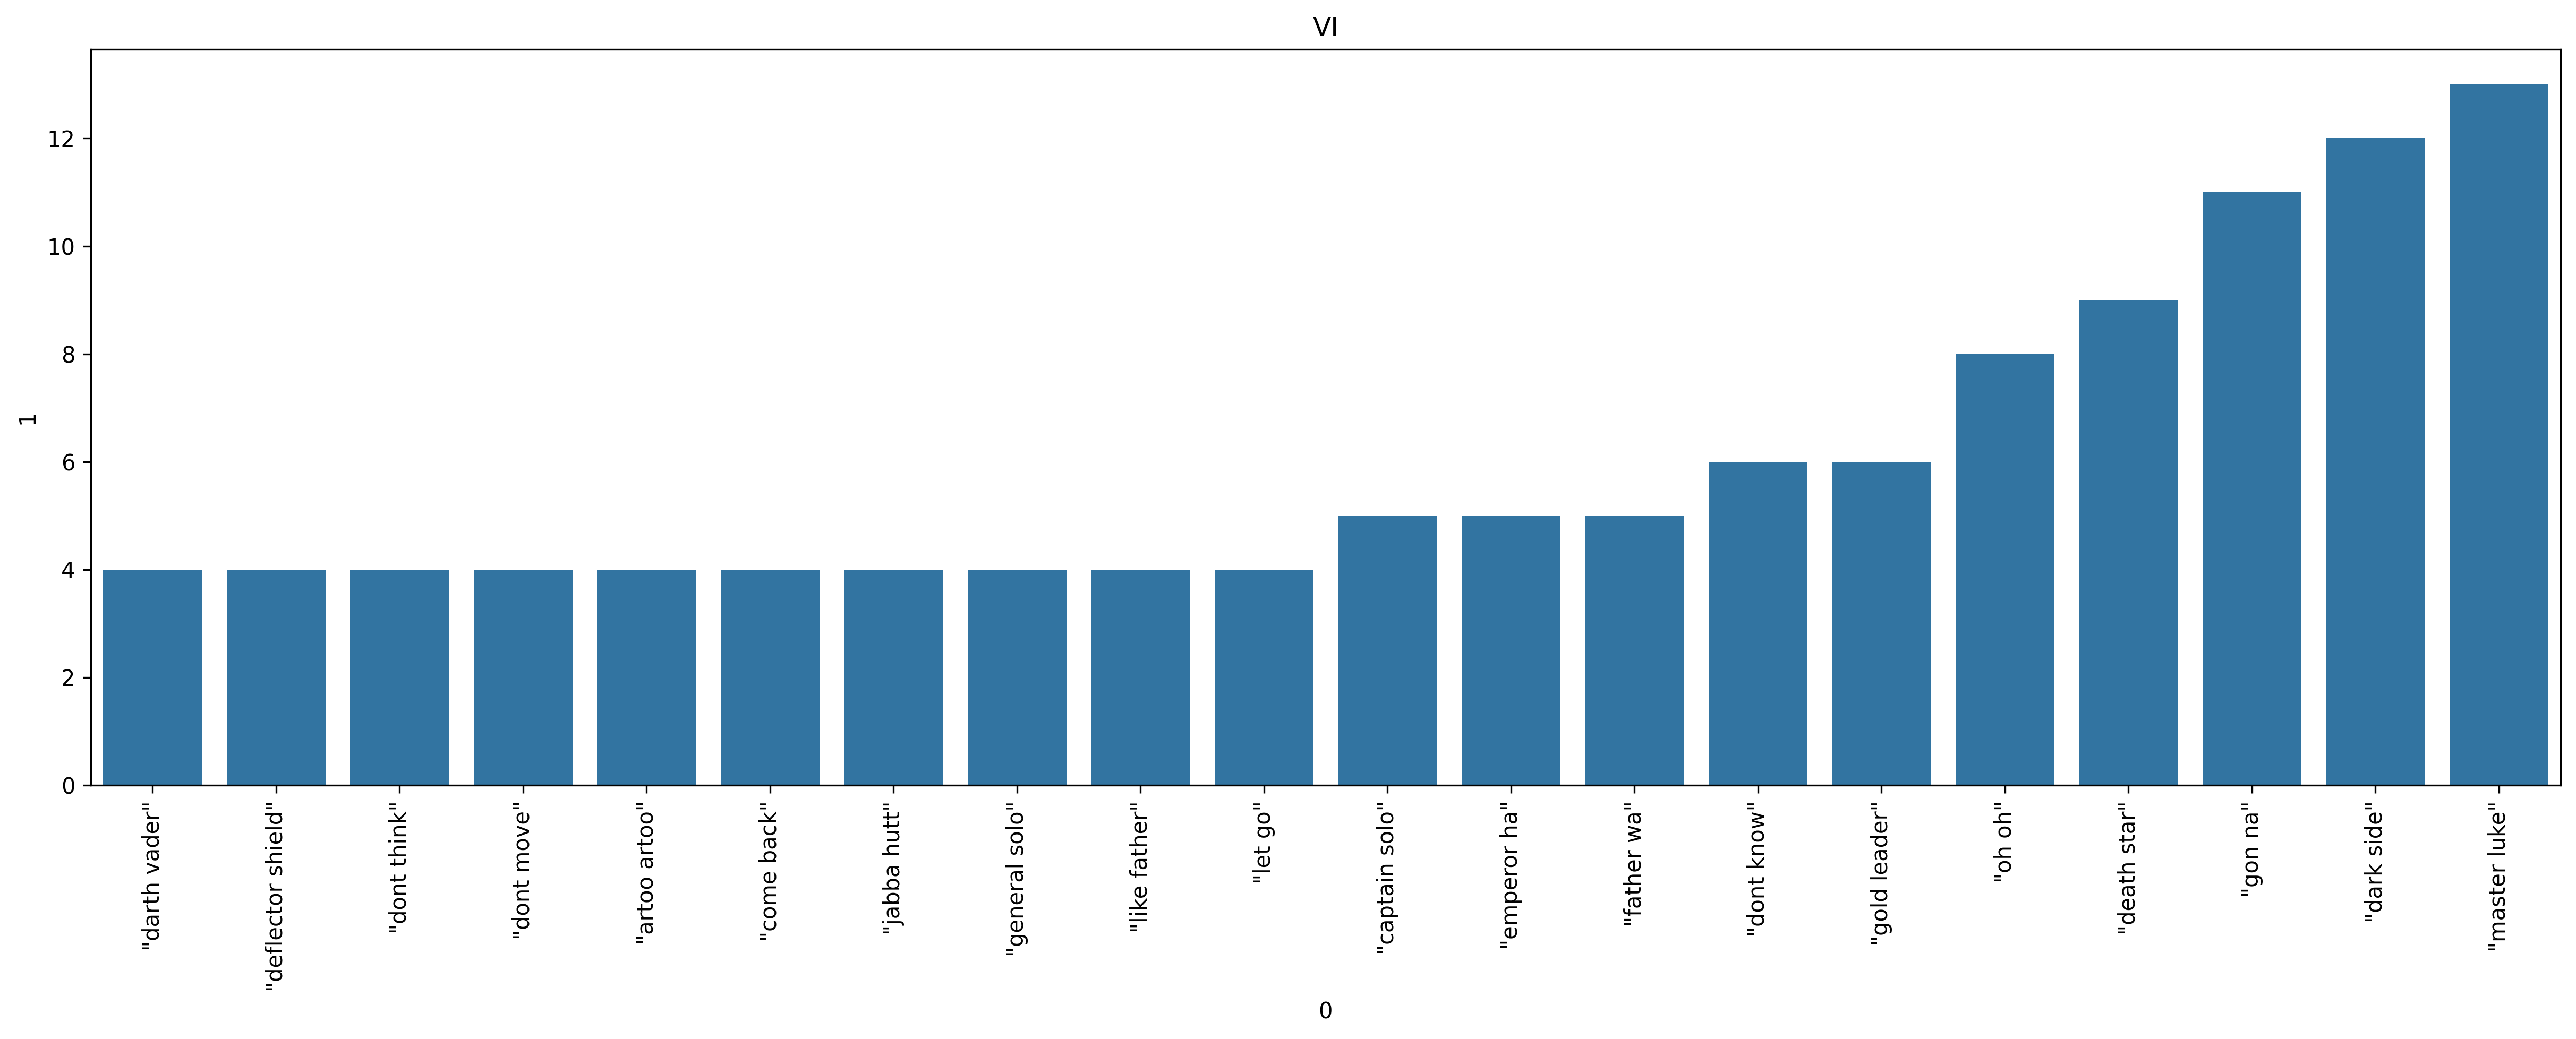 VI
12
10
8
6
4
2
0
1
"darth vader"
"deflector shield"
"dont think"
"dont move"
"artoo artoo"
"come back"
"jabba hutt"
"general solo"
"like father"
"let go"
"captain solo"
"emperor ha"
"father wa"
"dont know"
"gold leader"
"oh oh"
"death star"
"gon na"
"dark side"
"master luke"
0